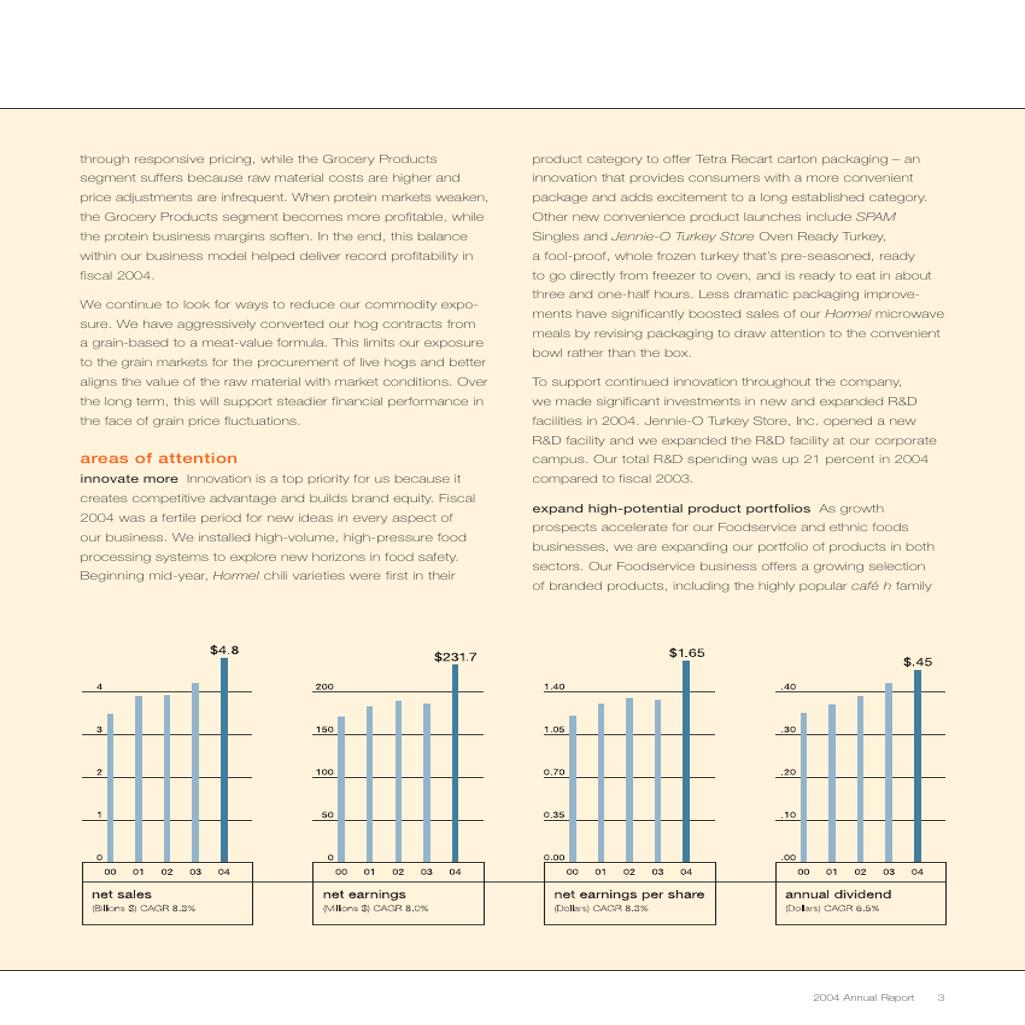 through responsive pricing, while the Grocery Products
segment suffers because raw material costs are higher and
price adjustments are infrequent. When protein markets weaken,
the Grocery Products segment becomes more profitable, while
the protein business margins soften. In the end, this balance
within our business model helped deliver record profitability in
fiscal 2004.
We continue to look for ways to reduce our commodity expo-
sure. We have aggressively converted our hog contracts from
a grain-based to a meat-value formula. This limits our exposure
to the grain markets for the procurement of live hogs and better
aligns the value of the raw material with market conditions. Over
the long term, this will support steadier financial performance in
the face of grain price fluctuations.
areas of attention
innovate more Innovation is a top priority for us because it
creates competitive advantage and builds brand equity. Fiscal
2004 was a fertile period for new ideas in every aspect of
our business. We installed high-volume, high-pressure food
processing systems to explore new horizons in food safety.
Beginning mid-year, Hormel chili varieties were first in their
product category to offer Tetra Recart carton packaging – an
innovation that provides consumers with a more convenient
package and adds excitement to a long established category.
Other new convenience product launches include SPAM
Singles and Jennie-O Turkey Store Oven Ready Turkey,
a fool-proof, whole frozen turkey that's pre-seasoned, ready
to go directly from freezer to oven, and is ready to eat in about
three and one-half hours. Less dramatic packaging improve-
ments have significantly boosted sales of our Hormel microwave
meals by revising packaging to draw attention to the convenient
bowl rather than the box.
To support continued innovation throughout the company,
we made significant investments in new and expanded R&D
facilities in 2004. Jennie-O Turkey Store, Inc. opened a new
R&D facility and we expanded the R&D facility at our corporate
campus. Our total R&D spending was up 21 percent in 2004
compared to fiscal 2003.
expand high-potential product portfolios As growth
prospects accelerate for our Foodservice and ethnic foods
businesses, we are expanding our portfolio of products in both
sectors. Our Foodservice business offers a growing selection
of branded products, including the highly popular café h family
$4.8
4
3
2
1
0
00 01 02 03 04
net sales
(Billions $) CAGR 8.3%
$231.7
200
150
100
50
0
00 01 02 03 04
net earnings
(Millions $) CAGR 8.0%
$1.65
1.40
1.05
0.70
0.35
0.00
00 01 02 03 04
net earnings per share
(Dollars) CAGR 8.3%
$.45
.40
.30
.20
.10
.00
00 01 02 03 04
annual dividend
(Dollars) CAGR 6.5%
2004 Annual Report 3